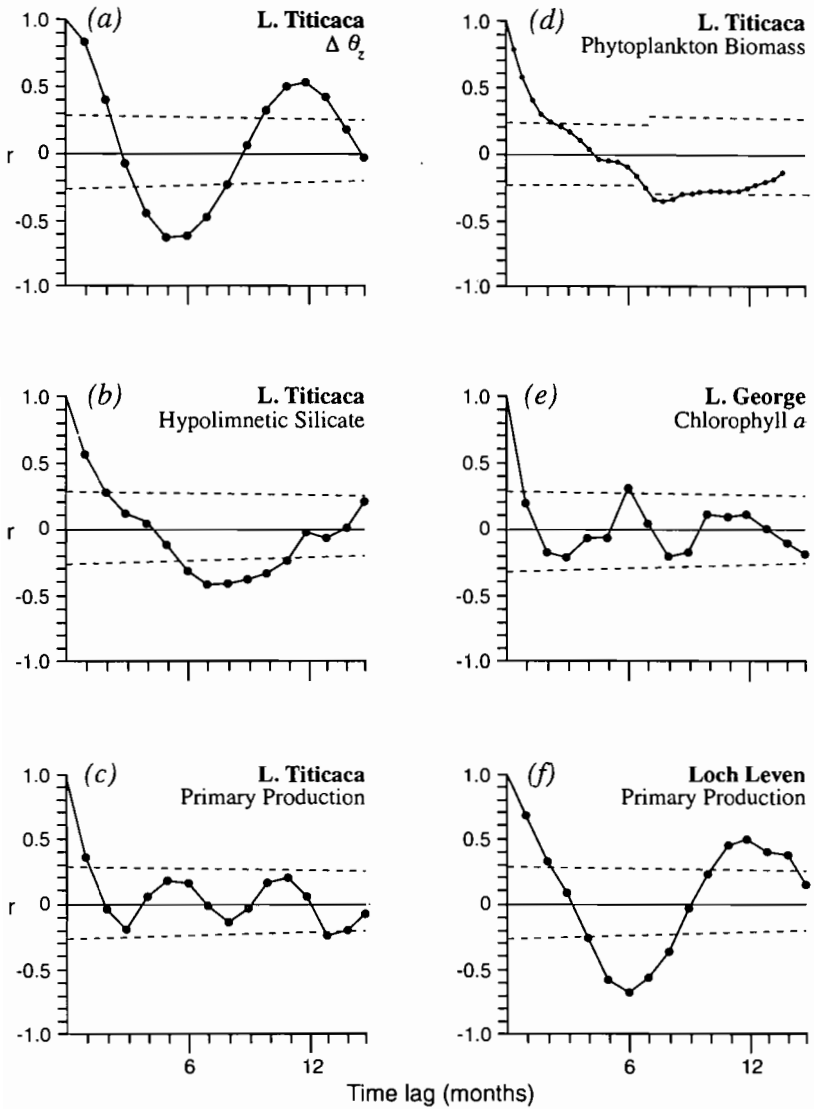 (a)
L. Titicaca
Δ θz
1.0
0.5
0
-0.5
-1.0
r
(b)
L. Titicaca
Hypolimnetic Silicate
1.0
0.5
0
-0.5
-1.0
r
(c)
L. Titicaca
Primary Production
1.0
0.5
0
-0.5
-1.0
r
6
12
(d)
L. Titicaca
Phytoplankton Biomass
1.0
0.5
0
-0.5
-1.0
(e)
L. George
Chlorophyll a
1.0
0.5
0
-0.5
-1.0
(f)
Loch Leven
Primary Production
1.0
0.5
0
-0.5
-1.0
6
12
Time lag (months)